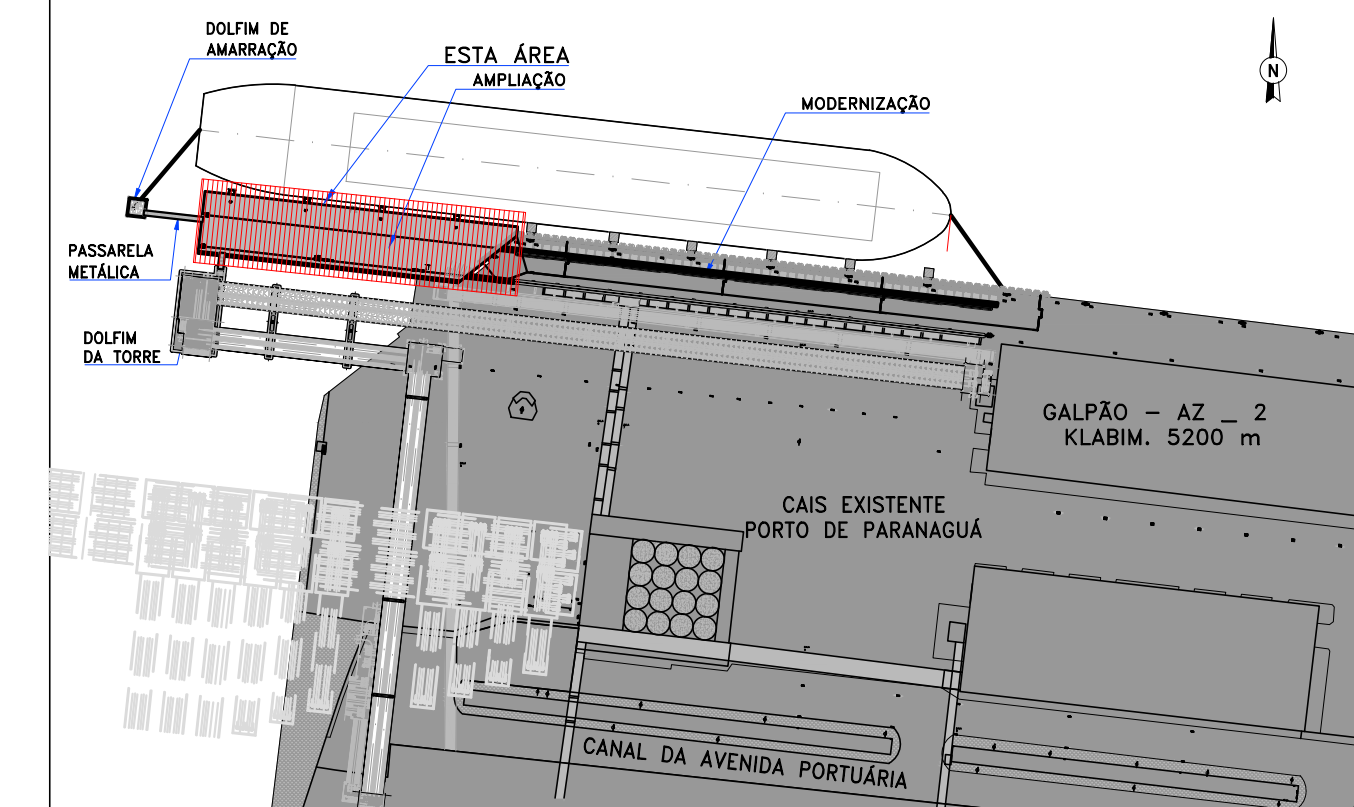 DOLFIM DE
AMARRAÇÃO
ESTA ÁREA
AMPLIAÇÃO
MODERNIZAÇÃO
N
PASSARELA
METÁLICA
DOLFIM
DA TORRE
GALPÃO – AZ _ 2
KLABIM. 5200 m
CAIS EXISTENTE
PORTO DE PARANAGUÁ
CANAL DA AVENIDA PORTUÁRIA